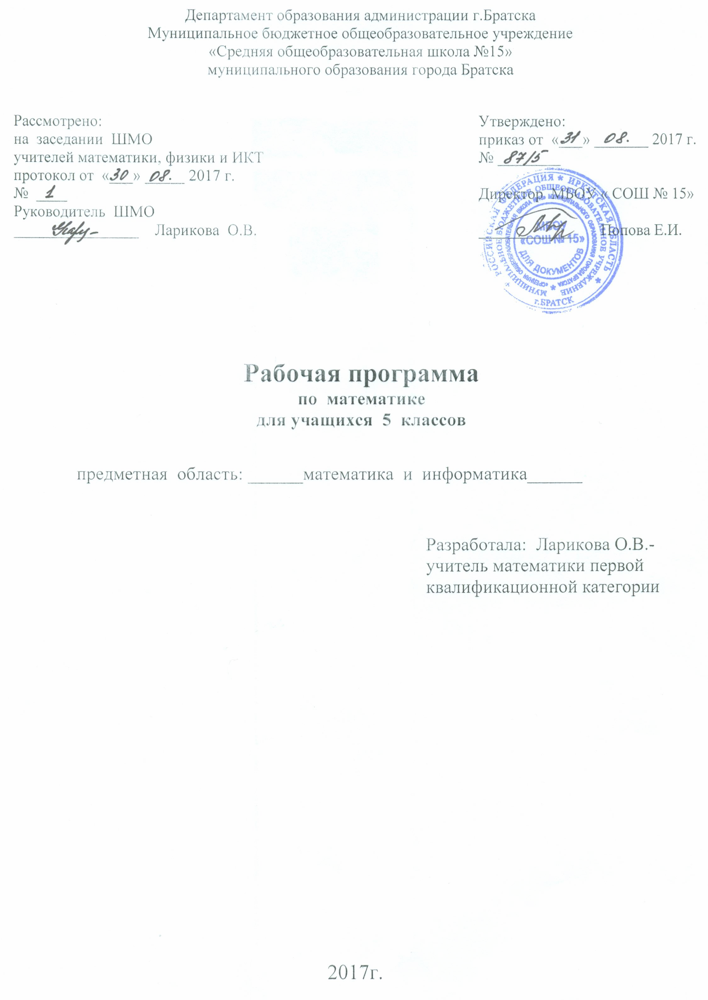 Департамент образования администрации г.Братска
Муниципальное бюджетное общеобразовательное учреждение
«Средняя общеобразовательная школа №15»
муниципального образования города Братска
Рассмотрено:
на заседании ШМО
учителей математики, физики и ИКТ
протокол от «30» 08. 2017 г.
№ 1
Руководитель ШМО
Ларикова О.В.
Утверждено:
приказ от «31» 08. 2017 г.
№ 87/5
Директор МБОУ « СОШ № 15»
Попова Е.И.
РОССИЙСКАЯ ФЕДЕРАЦИЯ * ИРКУТСКАЯ ОБЛАСТЬ *
г.БРАТСК
МУНИЦИПАЛЬНОЕ БЮДЖЕТНОЕ ОБЩЕОБРАЗОВАТЕЛЬНОЕ УЧРЕЖДЕНИЕ
«СРЕДНЯЯ ОБЩЕОБРАЗОВАТЕЛЬНАЯ ШКОЛА №15» МУНИЦИПАЛЬНОГО ОБРАЗОВАНИЯ ГОРОДА БРАТСКА *
МБОУ
«СОШ № 15»
ДЛЯ ДОКУМЕНТОВ
Рабочая программа
по математике
для учащихся 5 классов
предметная область: ______математика и информатика______
Разработала: Ларикова О.В.-
учитель математики первой
квалификационной категории
2017г.